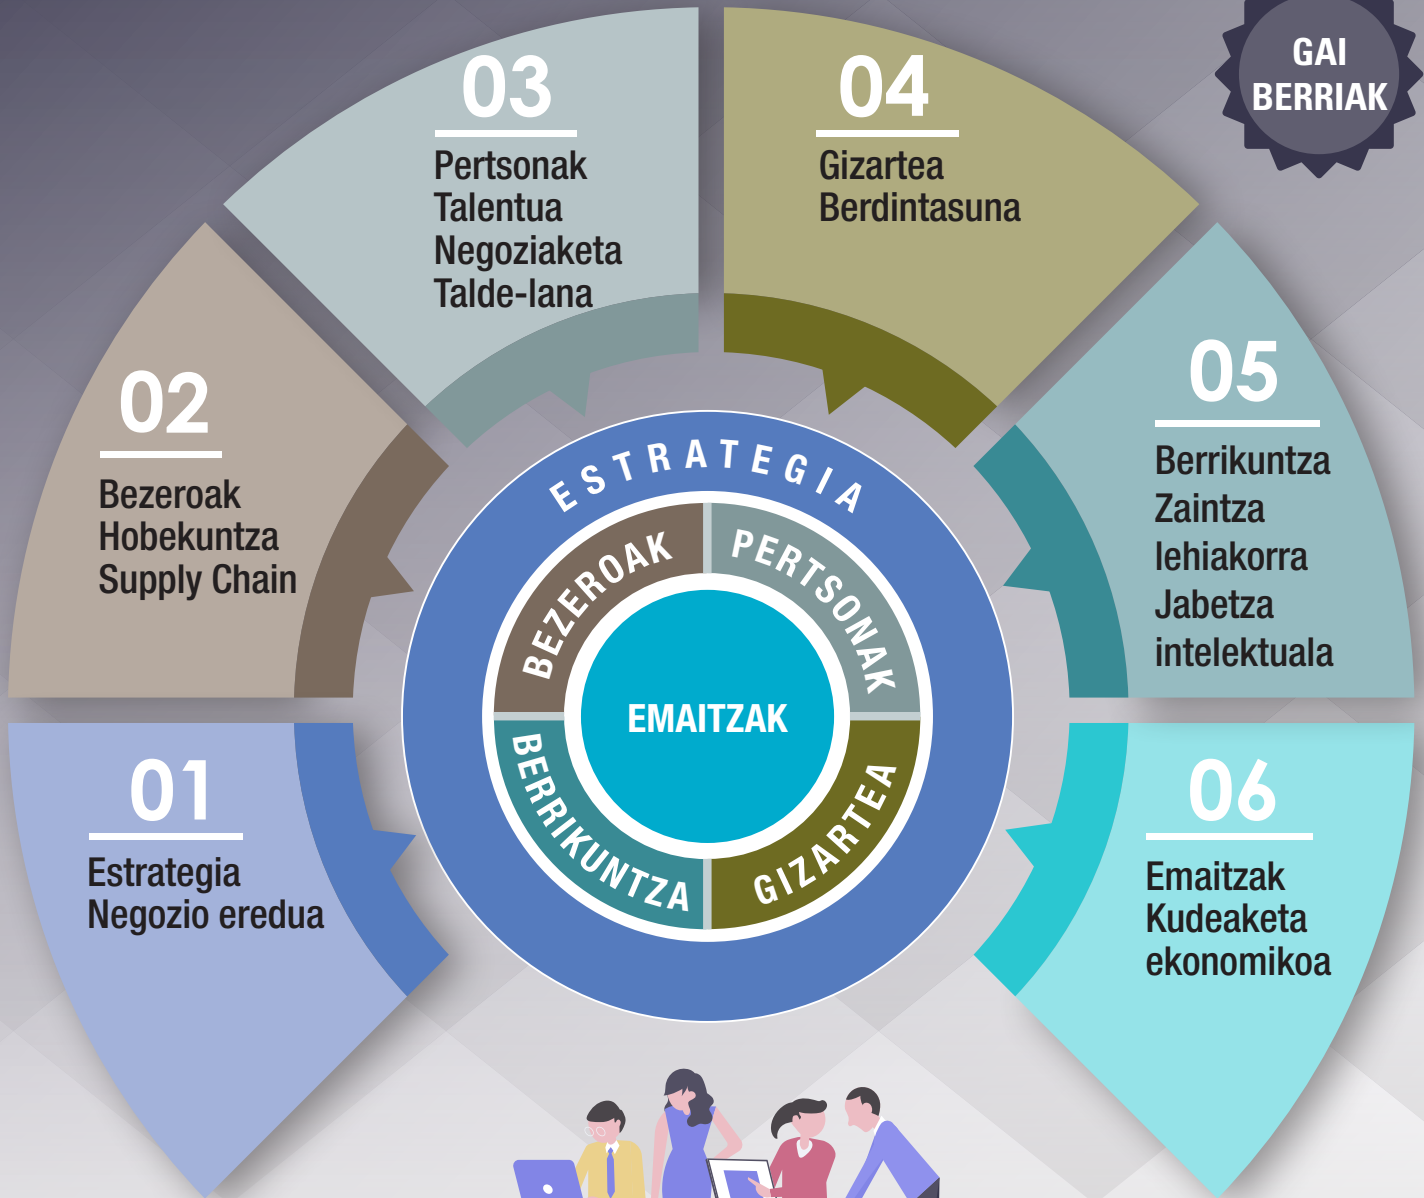 GAI
BERRIAK
03
Pertsonak
Talentua
Negoziaketa
Talde-lana
04
Gizartea
Berdintasuna
02
Bezeroak
Hobekuntza
Supply Chain
05
Berrikuntza
Zaintza
lehiakorra
Jabetza
intelektuala
ESTRATEGIA
BEZEROAK
PERTSONAK
EMAITZAK
BERRIKUNTZA
GIZARTEA
01
Estrategia
Negozio eredua
06
Emaitzak
Kudeaketa
ekonomikoa